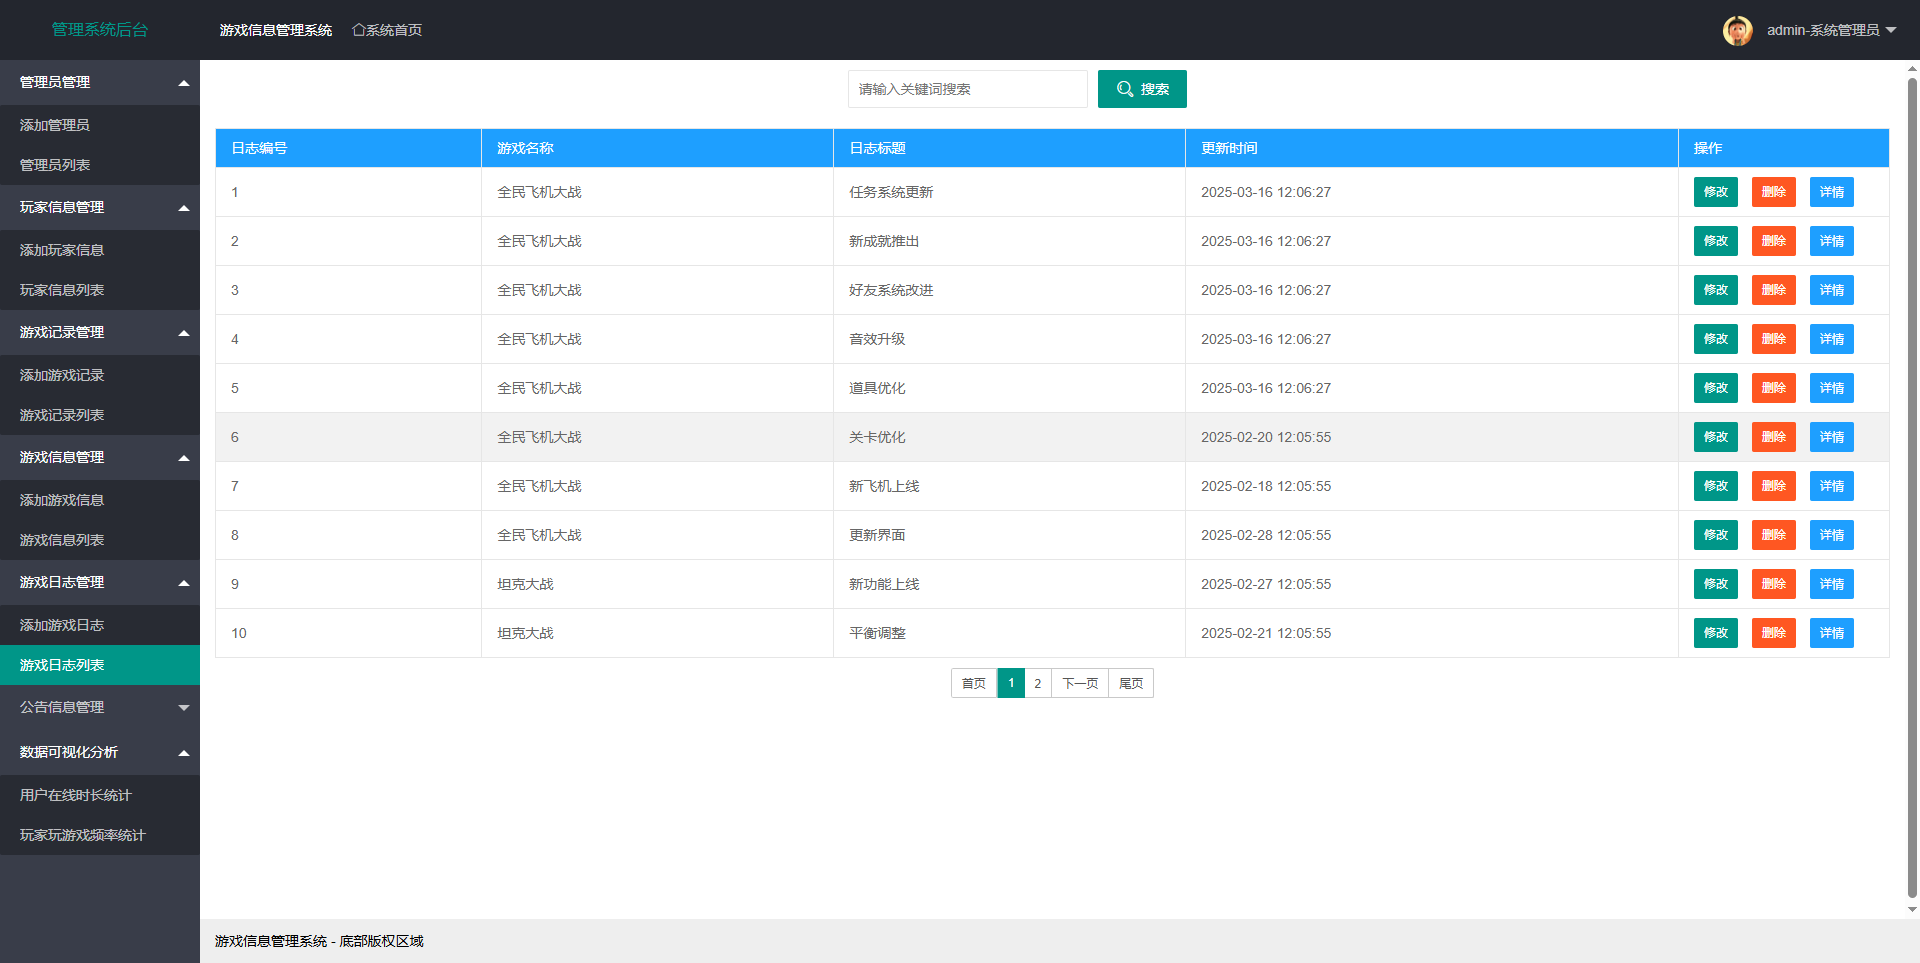 管理系统后台
游戏信息管理系统 系统首页
admin-系统管理员
管理员管理
添加管理员
管理员列表
玩家信息管理
添加玩家信息
玩家信息列表
游戏记录管理
添加游戏记录
游戏记录列表
游戏信息管理
添加游戏信息
游戏信息列表
游戏日志管理
添加游戏日志
游戏日志列表
公告信息管理
数据可视化分析
用户在线时长统计
玩家玩游戏频率统计
请输入关键词搜索 搜索
日志编号 游戏名称 日志标题 更新时间 操作
1 全民飞机大战 任务系统更新 2025-03-16 12:06:27 修改 删除 详情
2 全民飞机大战 新成就推出 2025-03-16 12:06:27 修改 删除 详情
3 全民飞机大战 好友系统改进 2025-03-16 12:06:27 修改 删除 详情
4 全民飞机大战 音效升级 2025-03-16 12:06:27 修改 删除 详情
5 全民飞机大战 道具优化 2025-03-16 12:06:27 修改 删除 详情
6 全民飞机大战 关卡优化 2025-02-20 12:05:55 修改 删除 详情
7 全民飞机大战 新飞机上线 2025-02-18 12:05:55 修改 删除 详情
8 全民飞机大战 更新界面 2025-02-28 12:05:55 修改 删除 详情
9 坦克大战 新功能上线 2025-02-27 12:05:55 修改 删除 详情
10 坦克大战 平衡调整 2025-02-21 12:05:55 修改 删除 详情
首页 1 2 下一页 尾页
游戏信息管理系统 - 底部版权区域